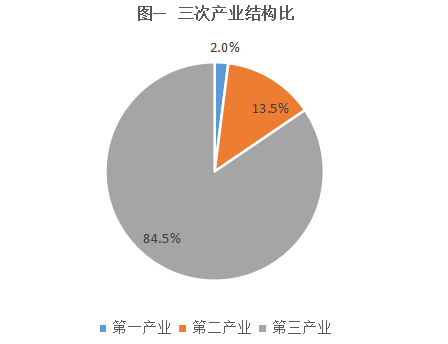 图一 三次产业结构比
2.0%
13.5%
84.5%
第一产业 第二产业 第三产业